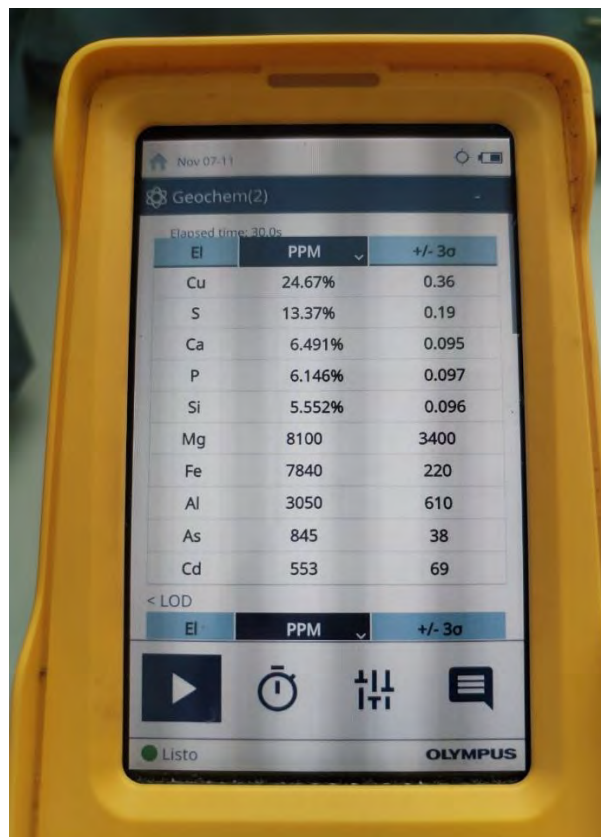 Nov 07-11
Geochem(2) -
Elapsed time: 30.0s
El PPM +/- 3σ
Cu 24.67% 0.36
S 13.37% 0.19
Ca 6.491% 0.095
P 6.146% 0.097
Si 5.552% 0.096
Mg 8100 3400
Fe 7840 220
Al 3050 610
As 845 38
Cd 553 69
< LOD
El PPM +/- 3σ
Listo OLYMPUS